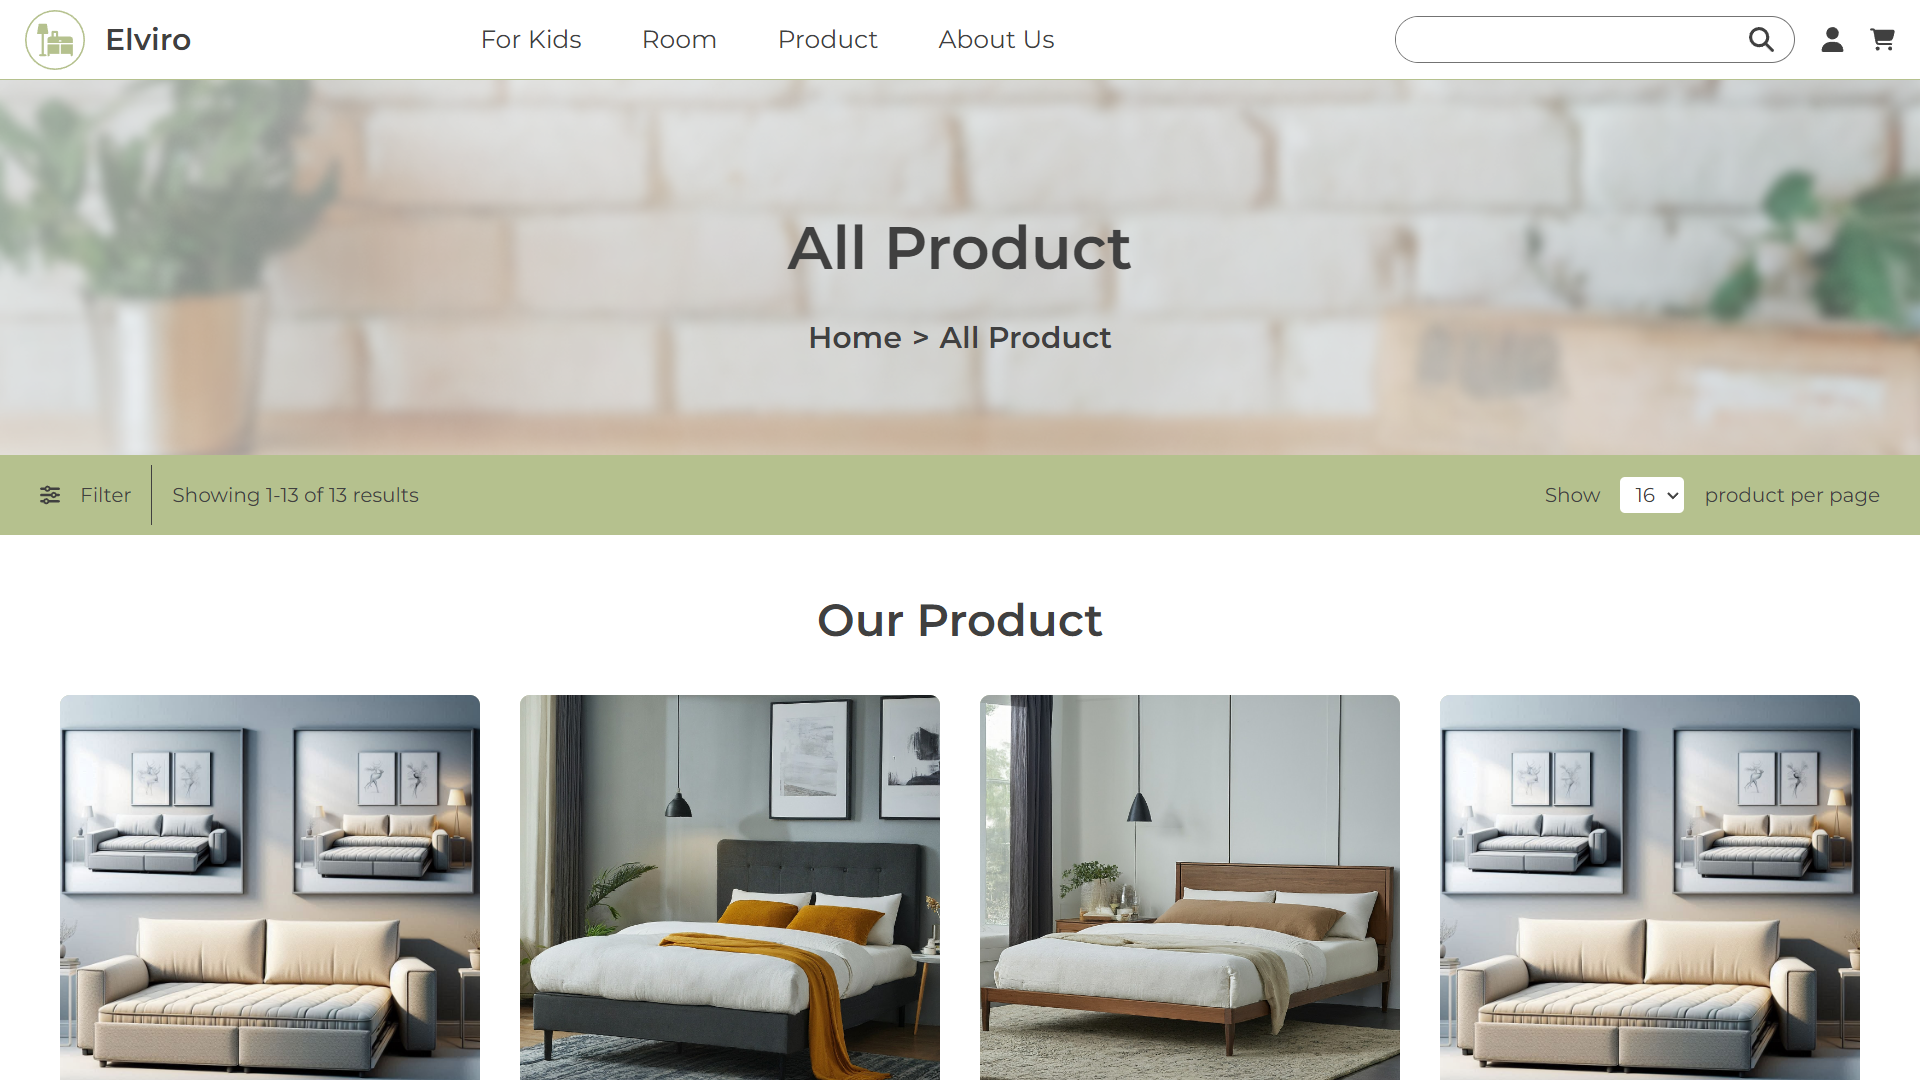 Elviro
For Kids
Room
Product
About Us
All Product
Home > All Product
Filter
Showing 1-13 of 13 results
Show
16
product per page
Our Product